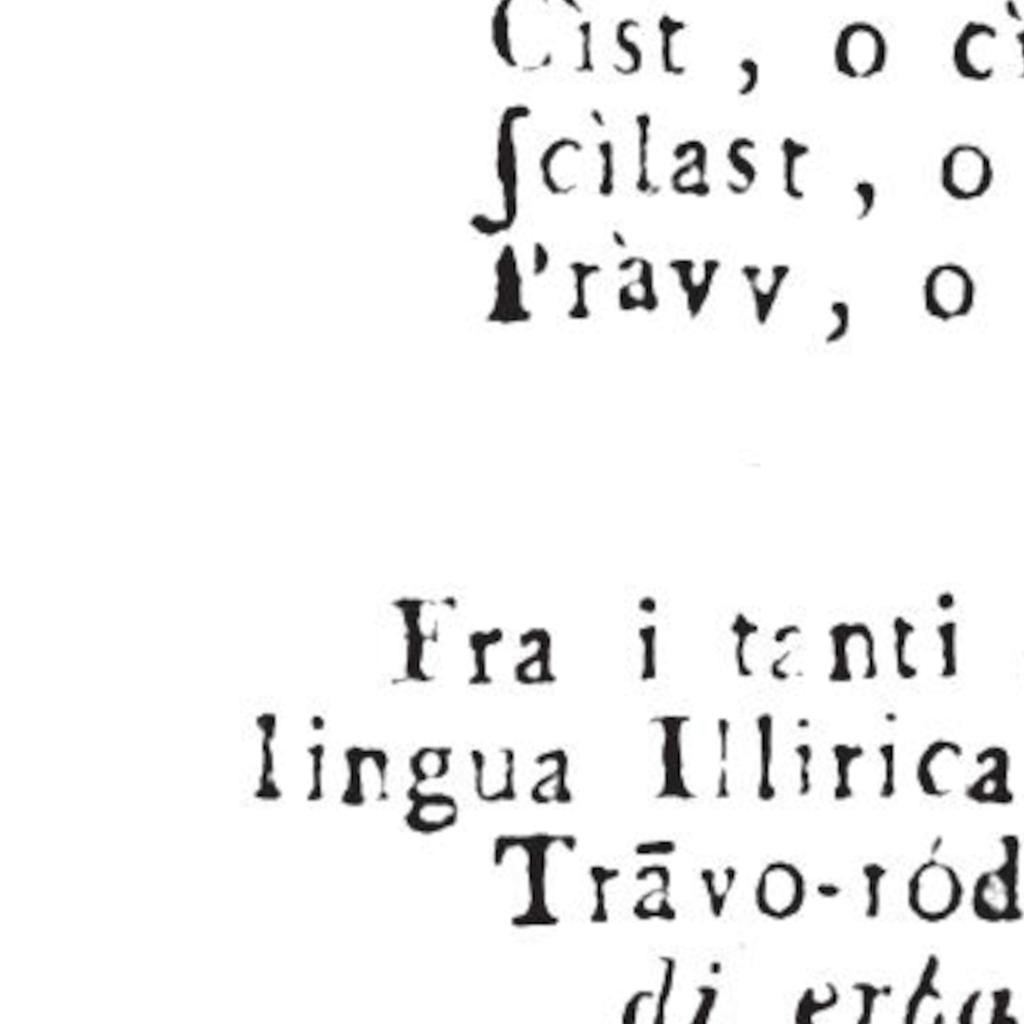 Cìst , o cì
ſcìlast , o
Pràvv , o
Fra i tanti
lingua Illirica
Trāvo-ród
di erba